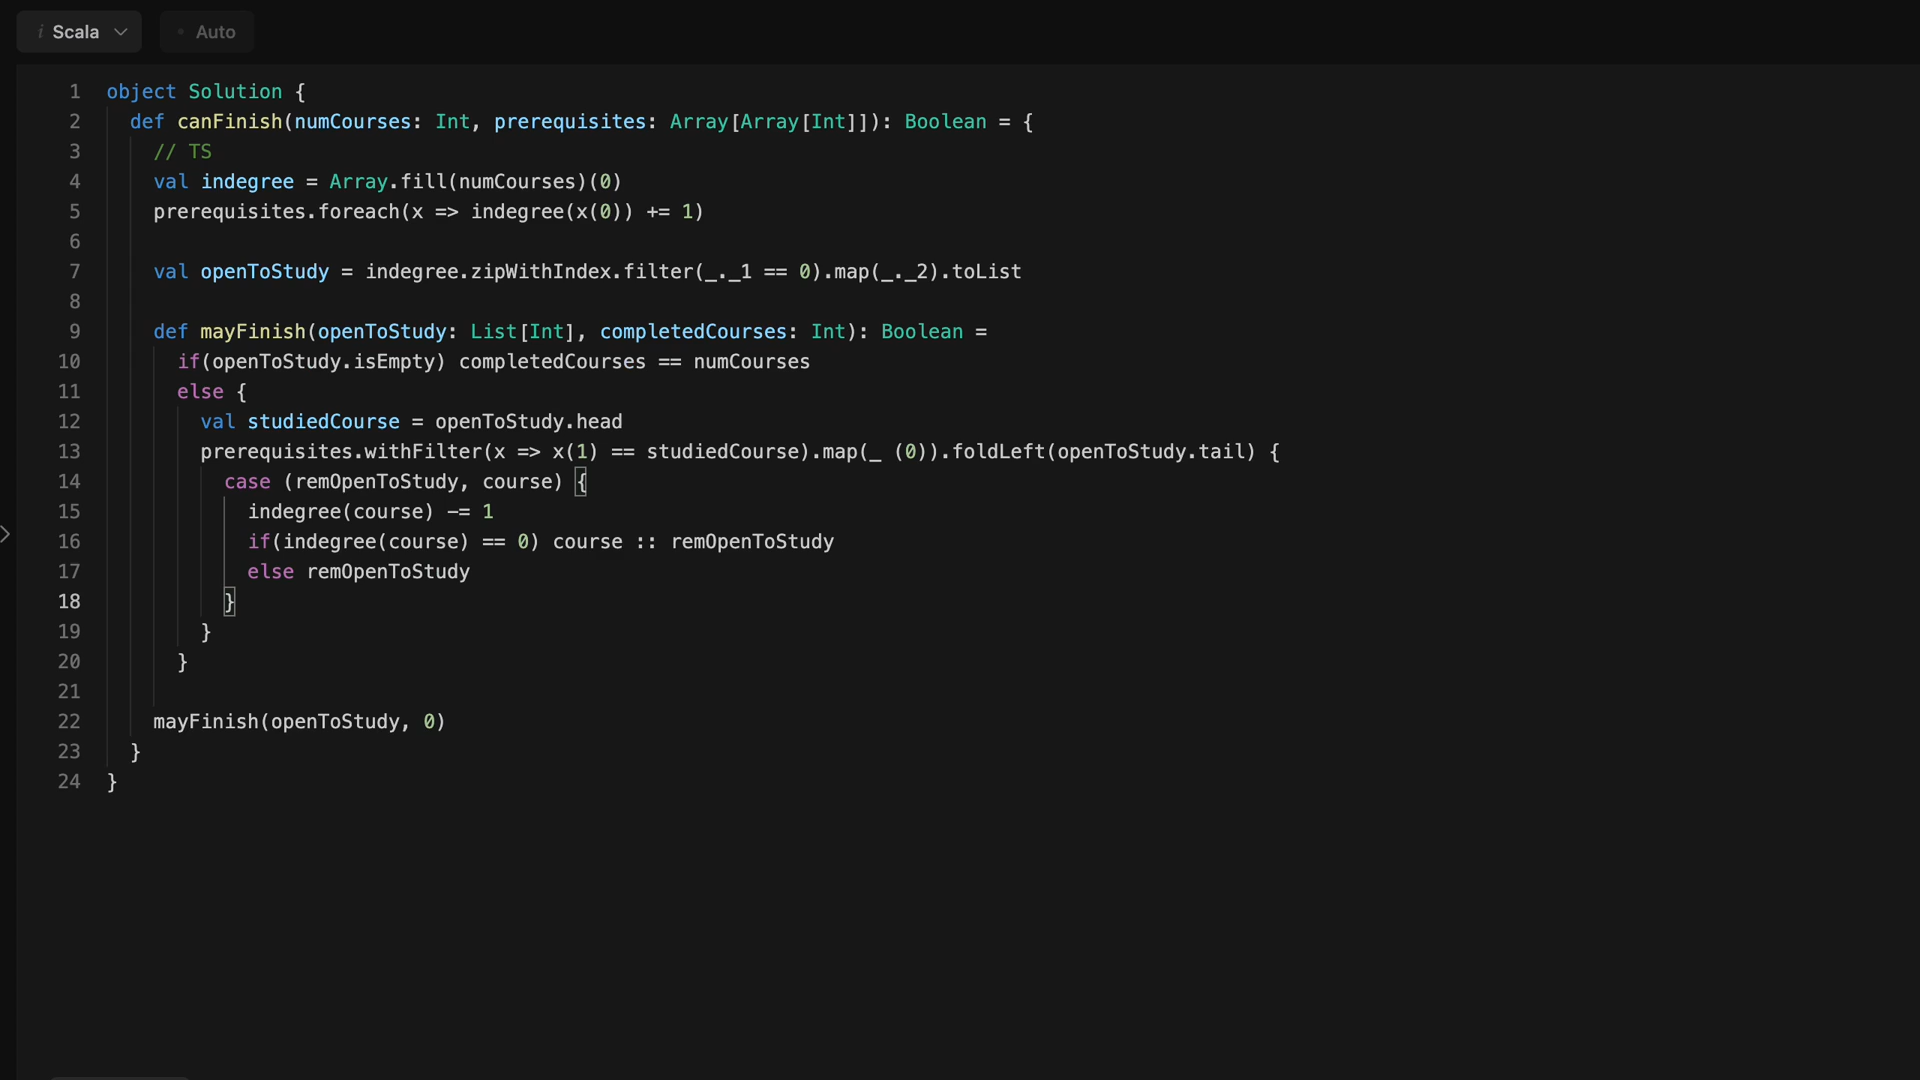 i Scala
Auto
1 object Solution {
2 def canFinish(numCourses: Int, prerequisites: Array[Array[Int]]): Boolean = {
3 // TS
4 val indegree = Array.fill(numCourses)(0)
5 prerequisites.foreach(x => indegree(x(0)) += 1)
6
7 val openToStudy = indegree.zipWithIndex.filter(_._1 == 0).map(_._2).toList
8
9 def mayFinish(openToStudy: List[Int], completedCourses: Int): Boolean =
10 if(openToStudy.isEmpty) completedCourses == numCourses
11 else {
12 val studiedCourse = openToStudy.head
13 prerequisites.withFilter(x => x(1) == studiedCourse).map(_ (0)).foldLeft(openToStudy.tail) {
14 case (remOpenToStudy, course) {
15 indegree(course) -= 1
16 if(indegree(course) == 0) course :: remOpenToStudy
17 else remOpenToStudy
18 }
19 }
20 }
21
22 mayFinish(openToStudy, 0)
23 }
24 }